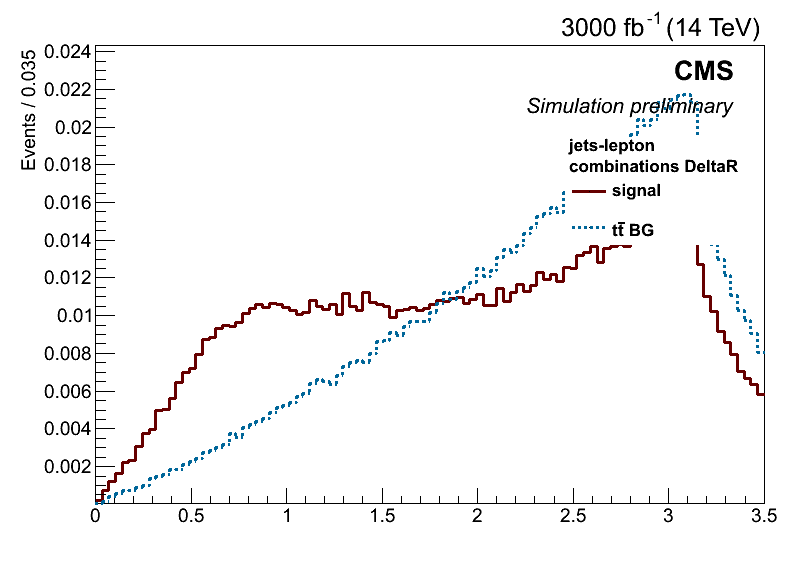 3000 fb⁻¹ (14 TeV)
CMS
Simulation preliminary
jets-lepton
combinations DeltaR
signal
tt̄ BG
Events / 0.035
0.024
0.022
0.02
0.018
0.016
0.014
0.012
0.01
0.008
0.006
0.004
0.002
0 0.5 1 1.5 2 2.5 3 3.5